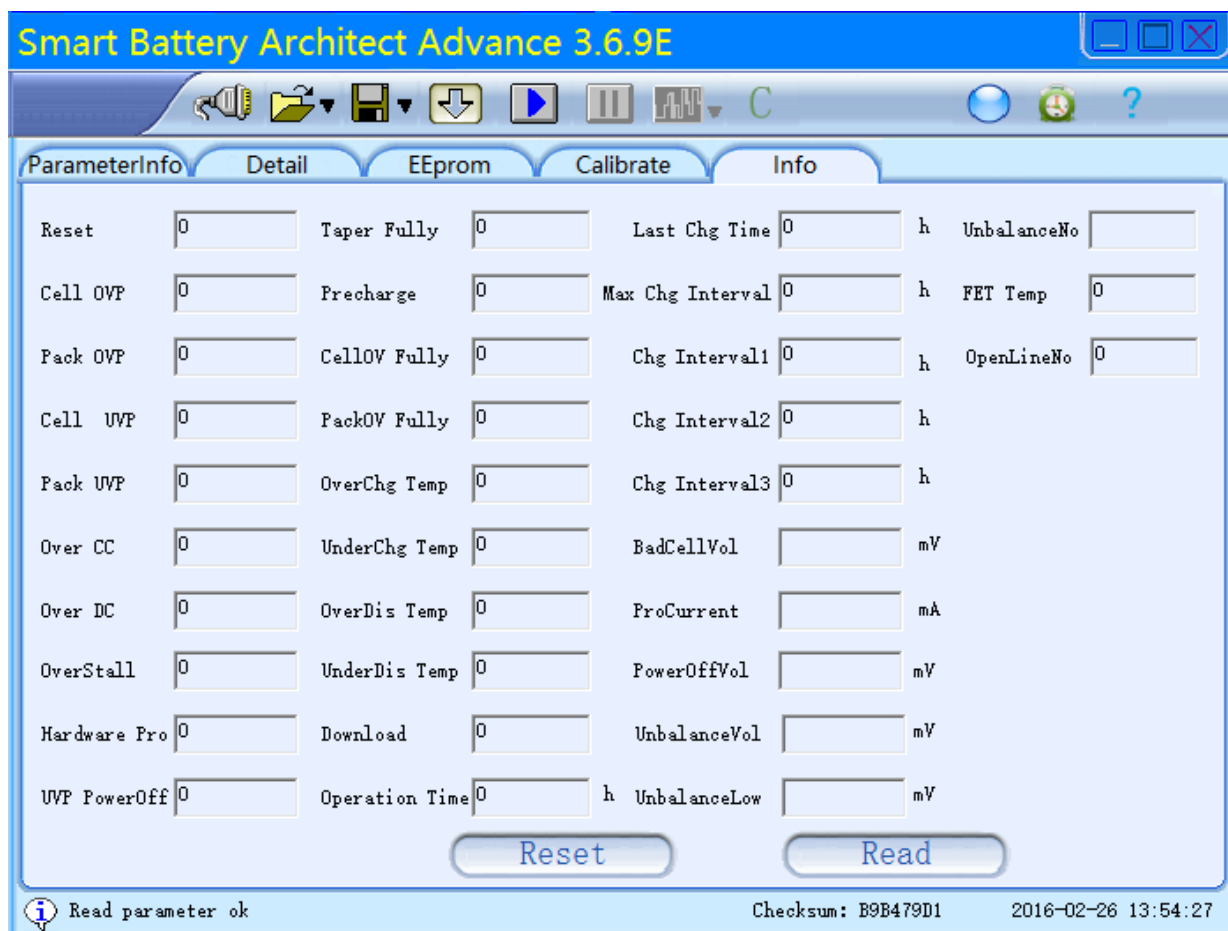 Smart Battery Architect Advance 3.6.9E
C ?
ParameterInfo Detail EEprom Calibrate Info
Reset 0 Taper Fully 0 Last Chg Time 0 h UnbalanceNo
Cell OVP 0 Precharge 0 Max Chg Interval 0 h FET Temp 0
Pack OVP 0 CellOV Fully 0 Chg Interval1 0 h OpenLineNo 0
Cell UVP 0 PackOV Fully 0 Chg Interval2 0 h
Pack UVP 0 OverChg Temp 0 Chg Interval3 0 h
Over CC 0 UnderChg Temp 0 BadCellVol mV
Over DC 0 OverDis Temp 0 ProCurrent mA
OverStall 0 UnderDis Temp 0 PowerOffVol mV
Hardware Pro 0 Download 0 UnbalanceVol mV
UVP PowerOff 0 Operation Time 0 h UnbalanceLow mV
Reset Read
Read parameter ok Checksum: B9B479D1 2016-02-26 13:54:27